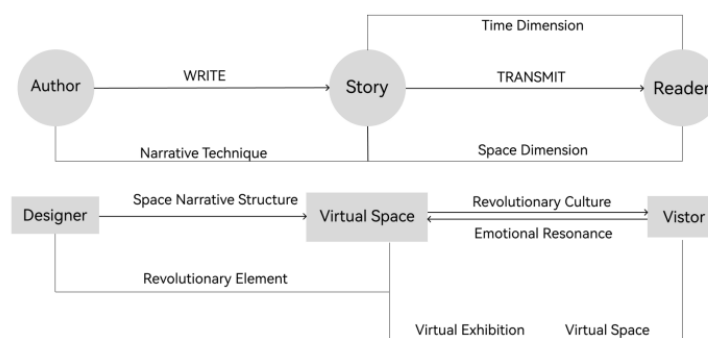 Time Dimension
Author
WRITE
Story
TRANSMIT
Reader
Narrative Technique
Space Dimension
Designer
Space Narrative Structure
Virtual Space
Revolutionary Culture
Emotional Resonance
Vistor
Revolutionary Element
Virtual Exhibition
Virtual Space